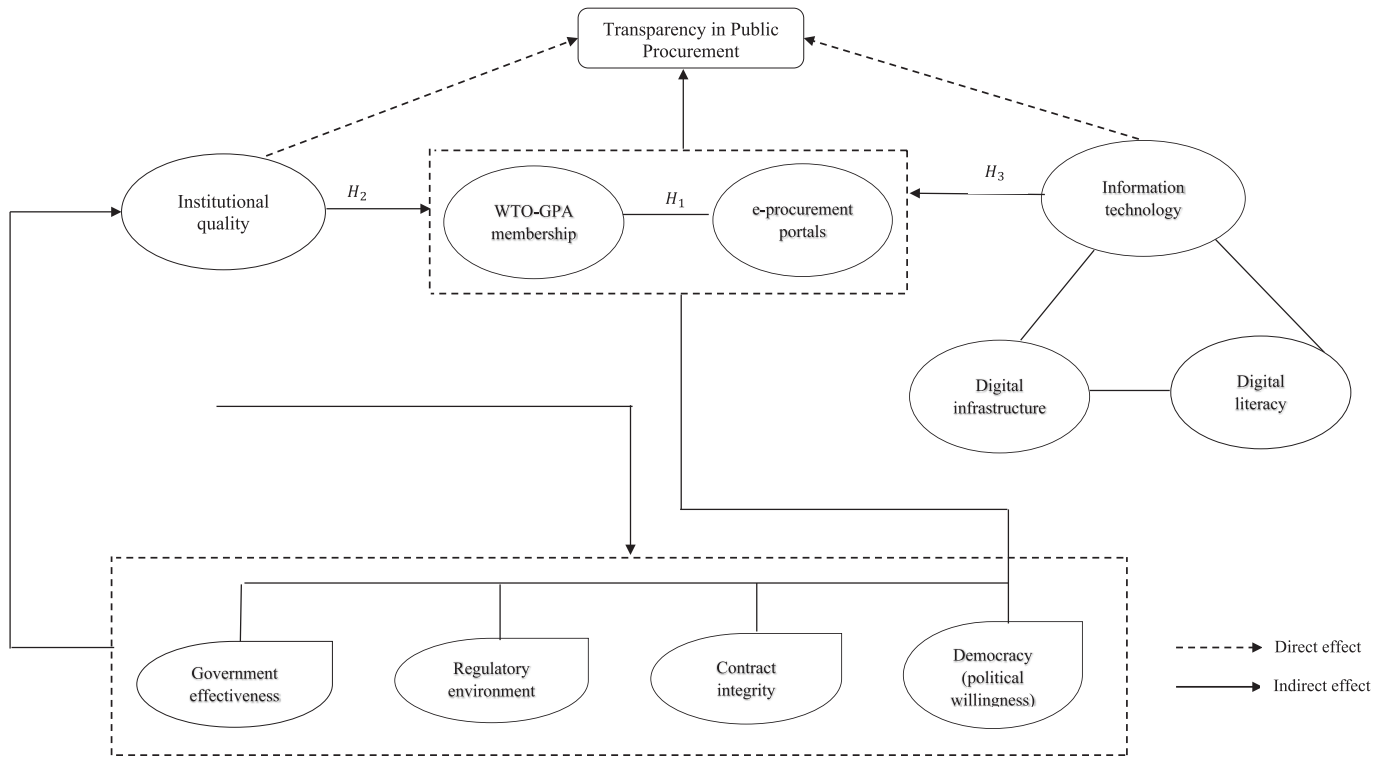 Transparency in Public
Procurement
Institutional
quality
H2
WTO-GPA
membership
H1
e-procurement
portals
H3
Information
technology
Digital
infrastructure
Digital
literacy
Government
effectiveness
Regulatory
environment
Contract
integrity
Democracy
(political
willingness)
Direct effect
Indirect effect